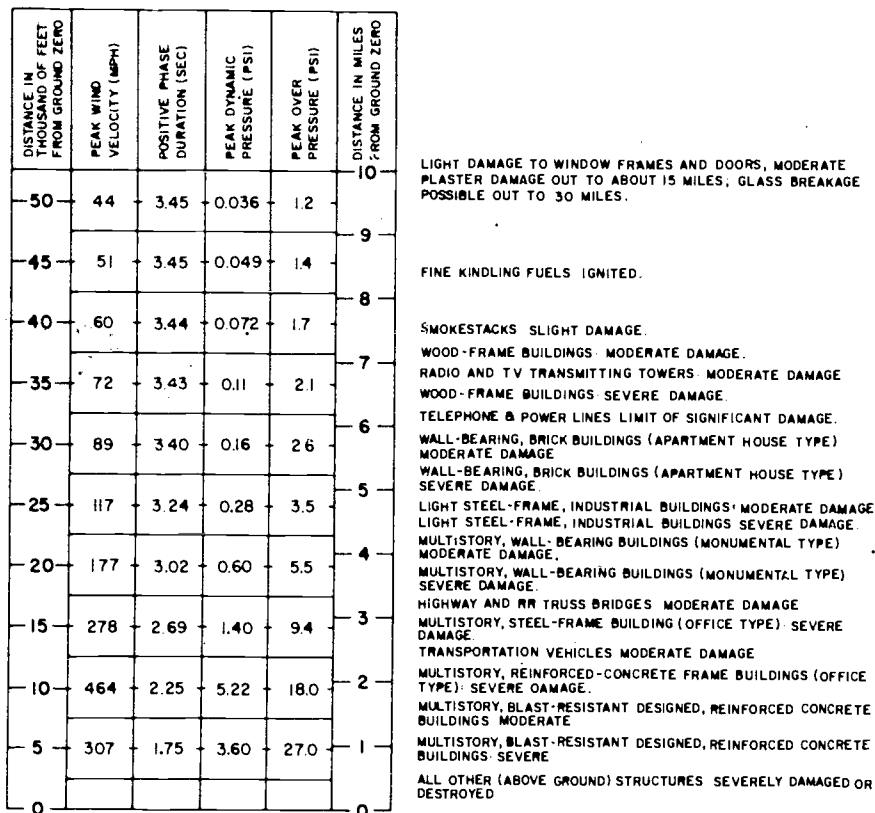 DISTANCE IN
THOUSAND OF FEET
FROM GROUND ZERO
PEAK WIND
VELOCITY (MPH)
POSITIVE PHASE
DURATION (SEC)
PEAK DYNAMIC
PRESSURE (PSI)
PEAK OVER
PRESSURE (PSI)
DISTANCE IN MILES
FROM GROUND ZERO
10
50 44 3.45 0.036 1.2
9
45 51 3.45 0.049 1.4
8
40 60 3.44 0.072 1.7
7
35 72 3.43 0.11 2.1
6
30 89 3.40 0.16 2.6
5
25 117 3.24 0.28 3.5
4
20 177 3.02 0.60 5.5
3
15 278 2.69 1.40 9.4
2
10 464 2.25 5.22 18.0
1
5 307 1.75 3.60 27.0
0 0
LIGHT DAMAGE TO WINDOW FRAMES AND DOORS, MODERATE
PLASTER DAMAGE OUT TO ABOUT 15 MILES; GLASS BREAKAGE
POSSIBLE OUT TO 30 MILES.
FINE KINDLING FUELS IGNITED.
SMOKESTACKS SLIGHT DAMAGE.
WOOD-FRAME BUILDINGS MODERATE DAMAGE.
RADIO AND TV TRANSMITTING TOWERS MODERATE DAMAGE
WOOD-FRAME BUILDINGS SEVERE DAMAGE.
TELEPHONE & POWER LINES LIMIT OF SIGNIFICANT DAMAGE.
WALL-BEARING, BRICK BUILDINGS (APARTMENT HOUSE TYPE)
MODERATE DAMAGE
WALL-BEARING, BRICK BUILDINGS (APARTMENT HOUSE TYPE)
SEVERE DAMAGE.
LIGHT STEEL-FRAME, INDUSTRIAL BUILDINGS: MODERATE DAMAGE
LIGHT STEEL-FRAME, INDUSTRIAL BUILDINGS SEVERE DAMAGE.
MULTISTORY, WALL-BEARING BUILDINGS (MONUMENTAL TYPE)
MODERATE DAMAGE.
MULTISTORY, WALL-BEARING BUILDINGS (MONUMENTAL TYPE)
SEVERE DAMAGE.
HIGHWAY AND RR TRUSS BRIDGES MODERATE DAMAGE
MULTISTORY, STEEL-FRAME BUILDING (OFFICE TYPE) SEVERE
DAMAGE.
TRANSPORTATION VEHICLES MODERATE DAMAGE
MULTISTORY, REINFORCED-CONCRETE FRAME BUILDINGS (OFFICE
TYPE): SEVERE DAMAGE.
MULTISTORY, BLAST-RESISTANT DESIGNED, REINFORCED CONCRETE
BUILDINGS MODERATE
MULTISTORY, BLAST-RESISTANT DESIGNED, REINFORCED CONCRETE
BUILDINGS SEVERE
ALL OTHER (ABOVE GROUND) STRUCTURES SEVERELY DAMAGED OR
DESTROYED